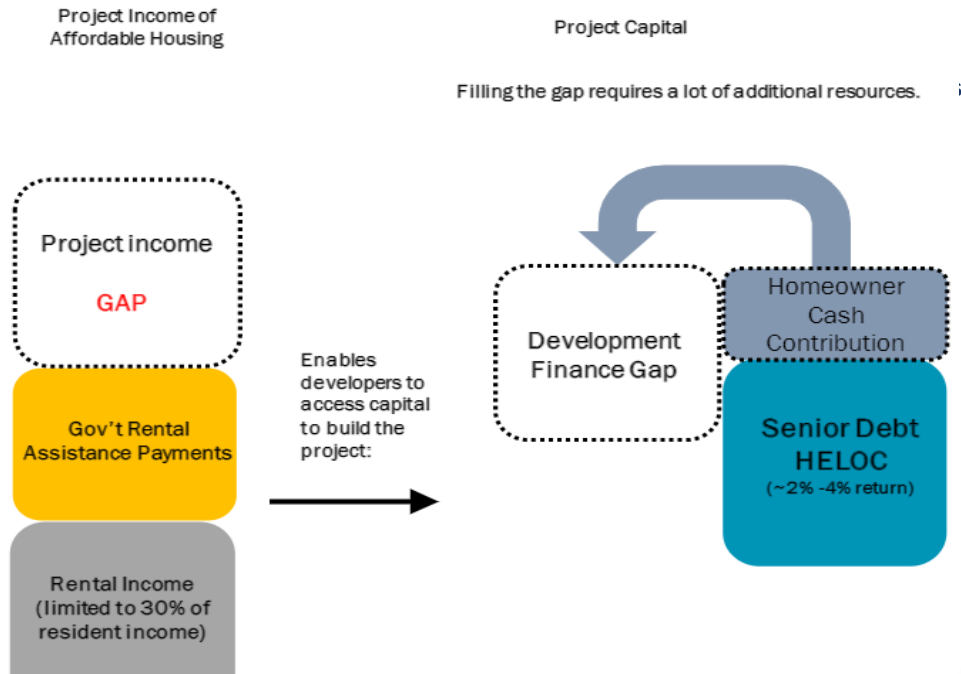 Project Income of
Affordable Housing
Project Capital
Filling the gap requires a lot of additional resources.
Project income
GAP
Gov't Rental
Assistance Payments
Rental Income
(limited to 30% of
resident income)
Enables
developers to
access capital
to build the
project:
Development
Finance Gap
Homeowner
Cash
Contribution
Senior Debt
HELOC
(~2% -4% return)